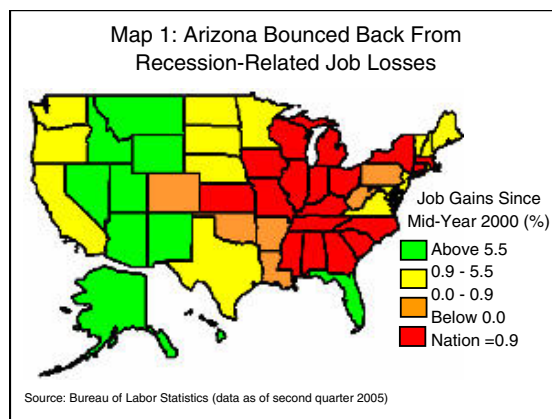 Map 1: Arizona Bounced Back From
Recession-Related Job Losses
Job Gains Since
Mid-Year 2000 (%)
Above 5.5
0.9 - 5.5
0.0 - 0.9
Below 0.0
Nation =0.9
Source: Bureau of Labor Statistics (data as of second quarter 2005)